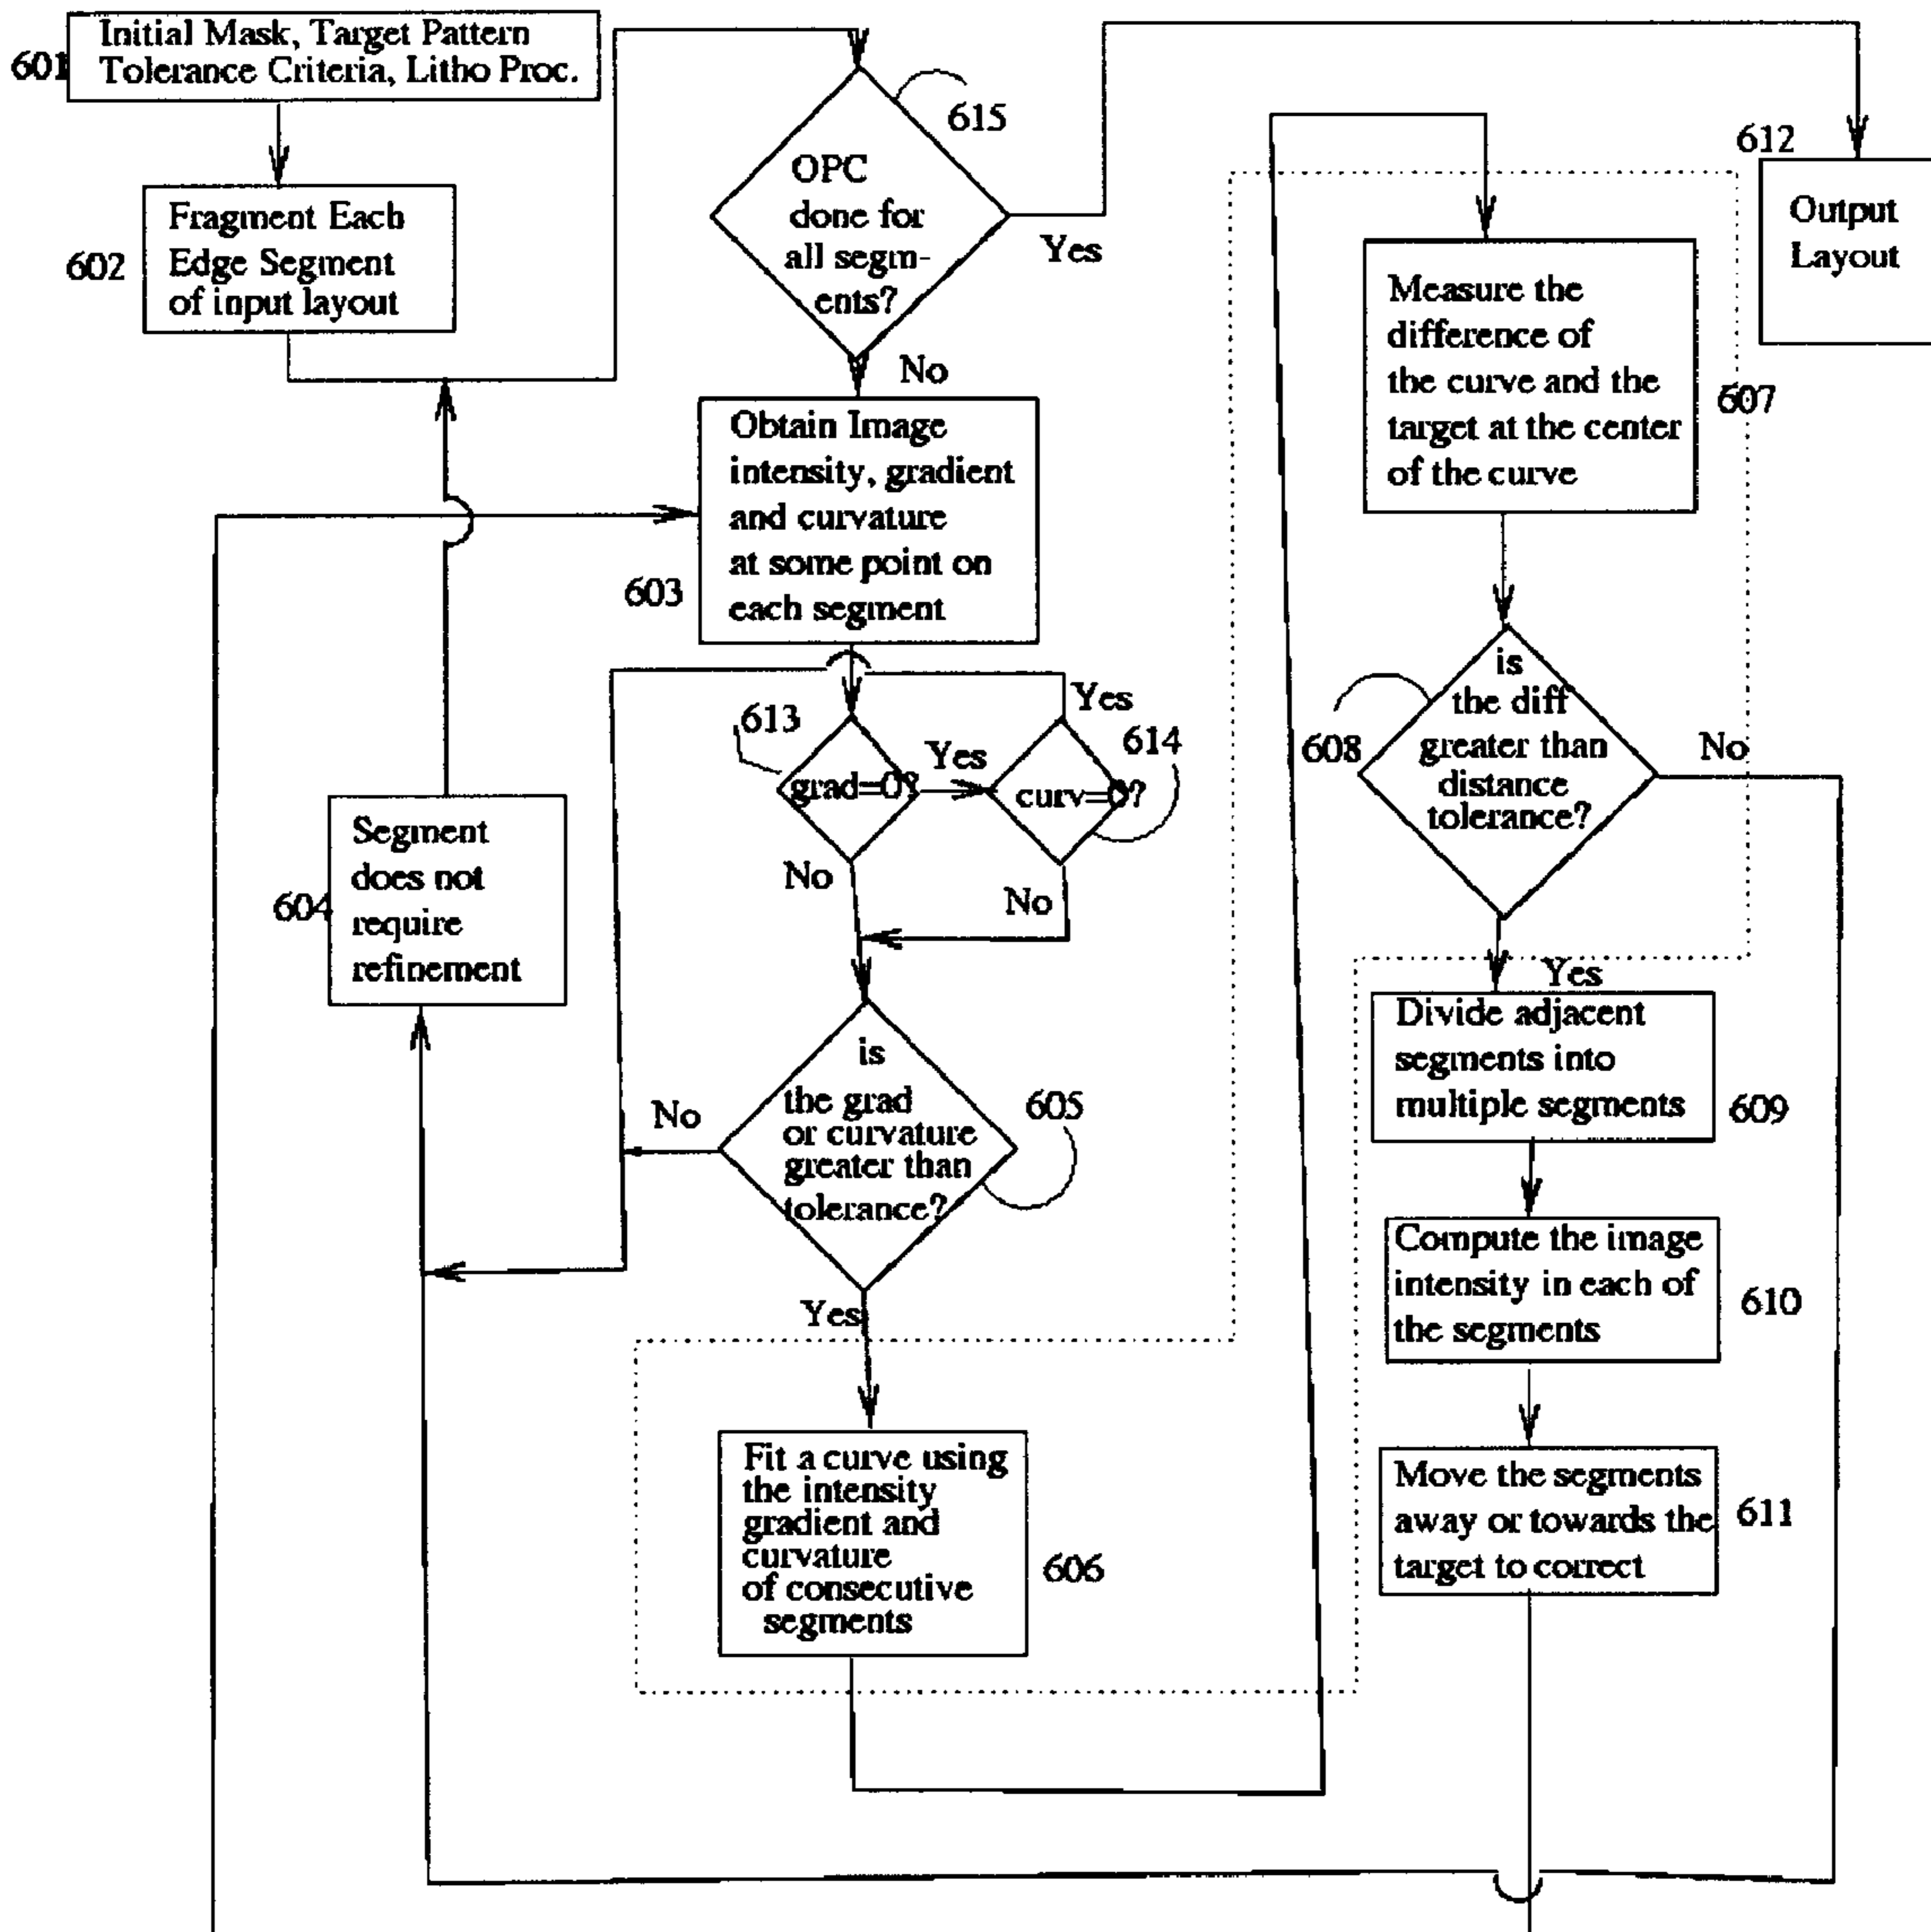 601
Initial Mask, Target Pattern
Tolerance Criteria, Litho Proc.
602
Fragment Each
Edge Segment
of input layout
615
OPC
done for
all segm-
ents?
Yes
No
612
Output
Layout
603
Obtain Image
intensity, gradient
and curvature
at some point on
each segment
613
grad=0?
Yes
No
614
curv=0?
Yes
No
604
Segment
does not
require
refinement
605
is
the grad
or curvature
greater than
tolerance?
No
Yes
606
Fit a curve using
the intensity
gradient and
curvature
of consecutive
segments
607
Measure the
difference of
the curve and the
target at the center
of the curve
608
is
the diff
greater than
distance
tolerance?
No
Yes
609
Divide adjacent
segments into
multiple segments
610
Compute the image
intensity in each of
the segments
611
Move the segments
away or towards the
target to correct